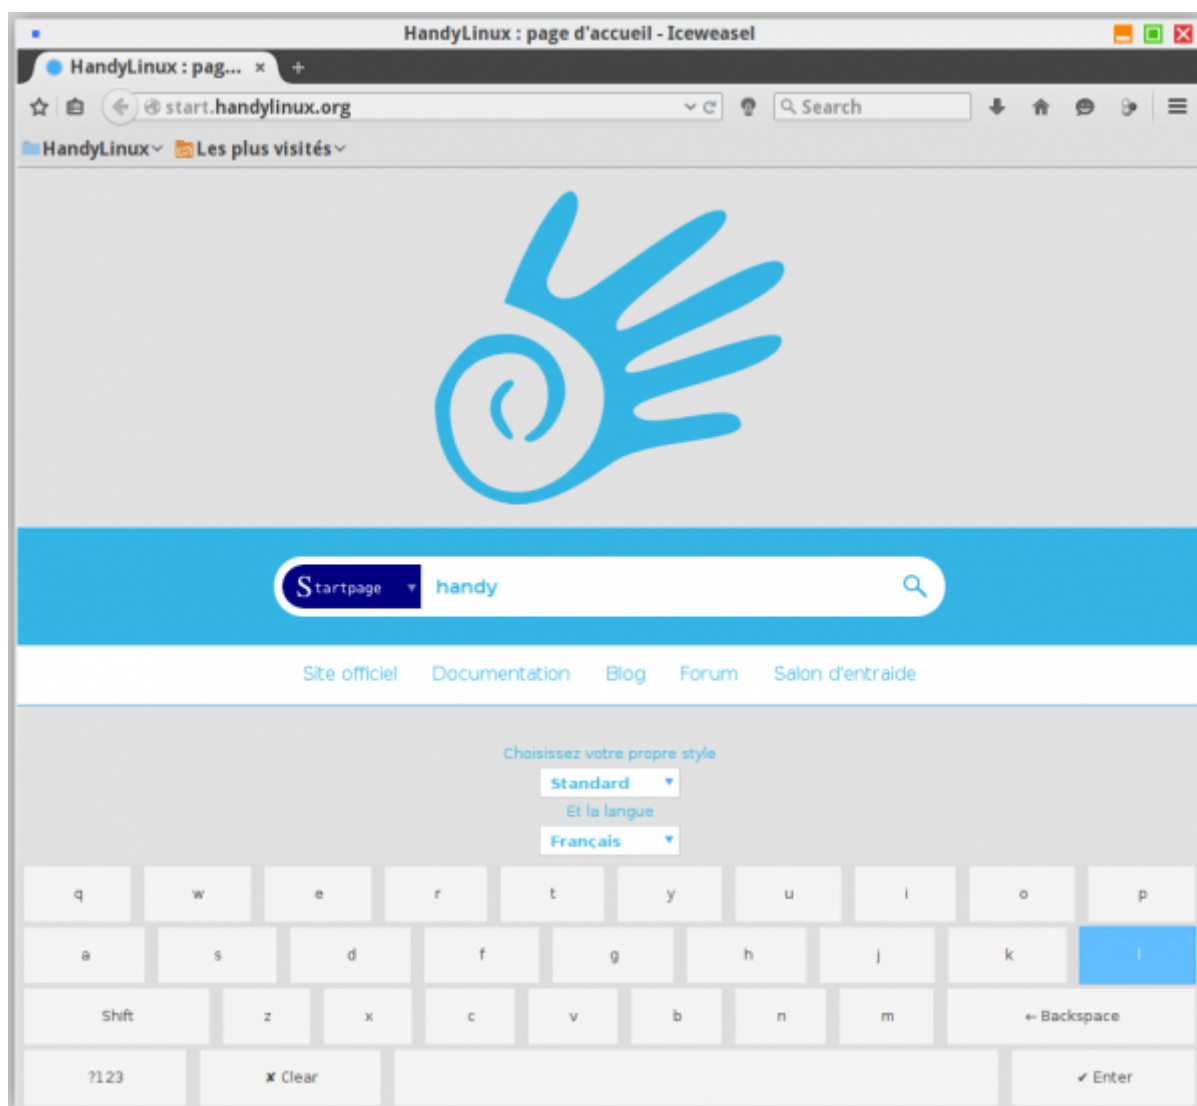 HandyLinux : page d'accueil - Iceweasel
HandyLinux : pag... × +
start.handylinux.org Search
HandyLinux Les plus visités
Startpage handy
Site officiel Documentation Blog Forum Salon d'entraide
Choisissez votre propre style
Standard
Et la langue
Français
q w e r t y u i o p
a s d f g h j k l
Shift z x c v b n m ← Backspace
?123 ✘ Clear ✔ Enter